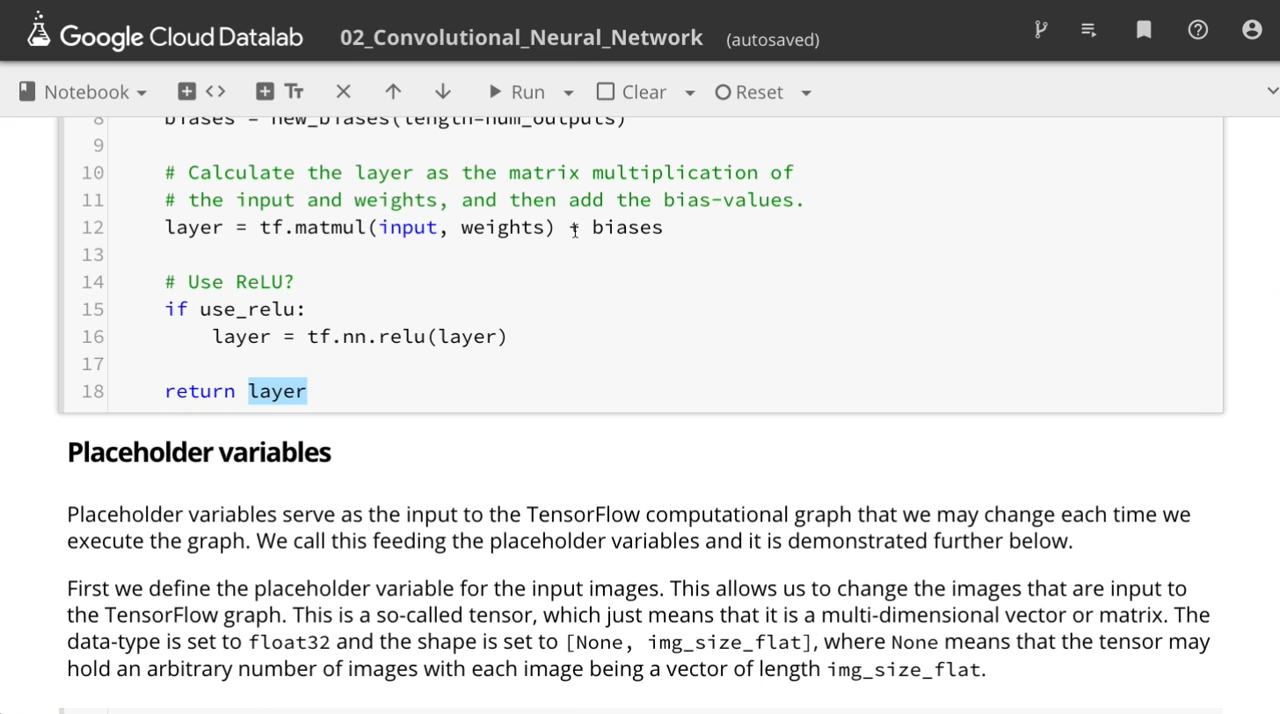 Google Cloud Datalab 02_Convolutional_Neural_Network (autosaved)
Notebook <> Tt Run Clear Reset
8 biases = new_biases(length=num_outputs)
9
10 # Calculate the layer as the matrix multiplication of
11 # the input and weights, and then add the bias-values.
12 layer = tf.matmul(input, weights) + biases
13
14 # Use ReLU?
15 if use_relu:
16 layer = tf.nn.relu(layer)
17
18 return layer
Placeholder variables
Placeholder variables serve as the input to the TensorFlow computational graph that we may change each time we
execute the graph. We call this feeding the placeholder variables and it is demonstrated further below.
First we define the placeholder variable for the input images. This allows us to change the images that are input to
the TensorFlow graph. This is a so-called tensor, which just means that it is a multi-dimensional vector or matrix. The
data-type is set to float32 and the shape is set to [None, img_size_flat], where None means that the tensor may
hold an arbitrary number of images with each image being a vector of length img_size_flat.